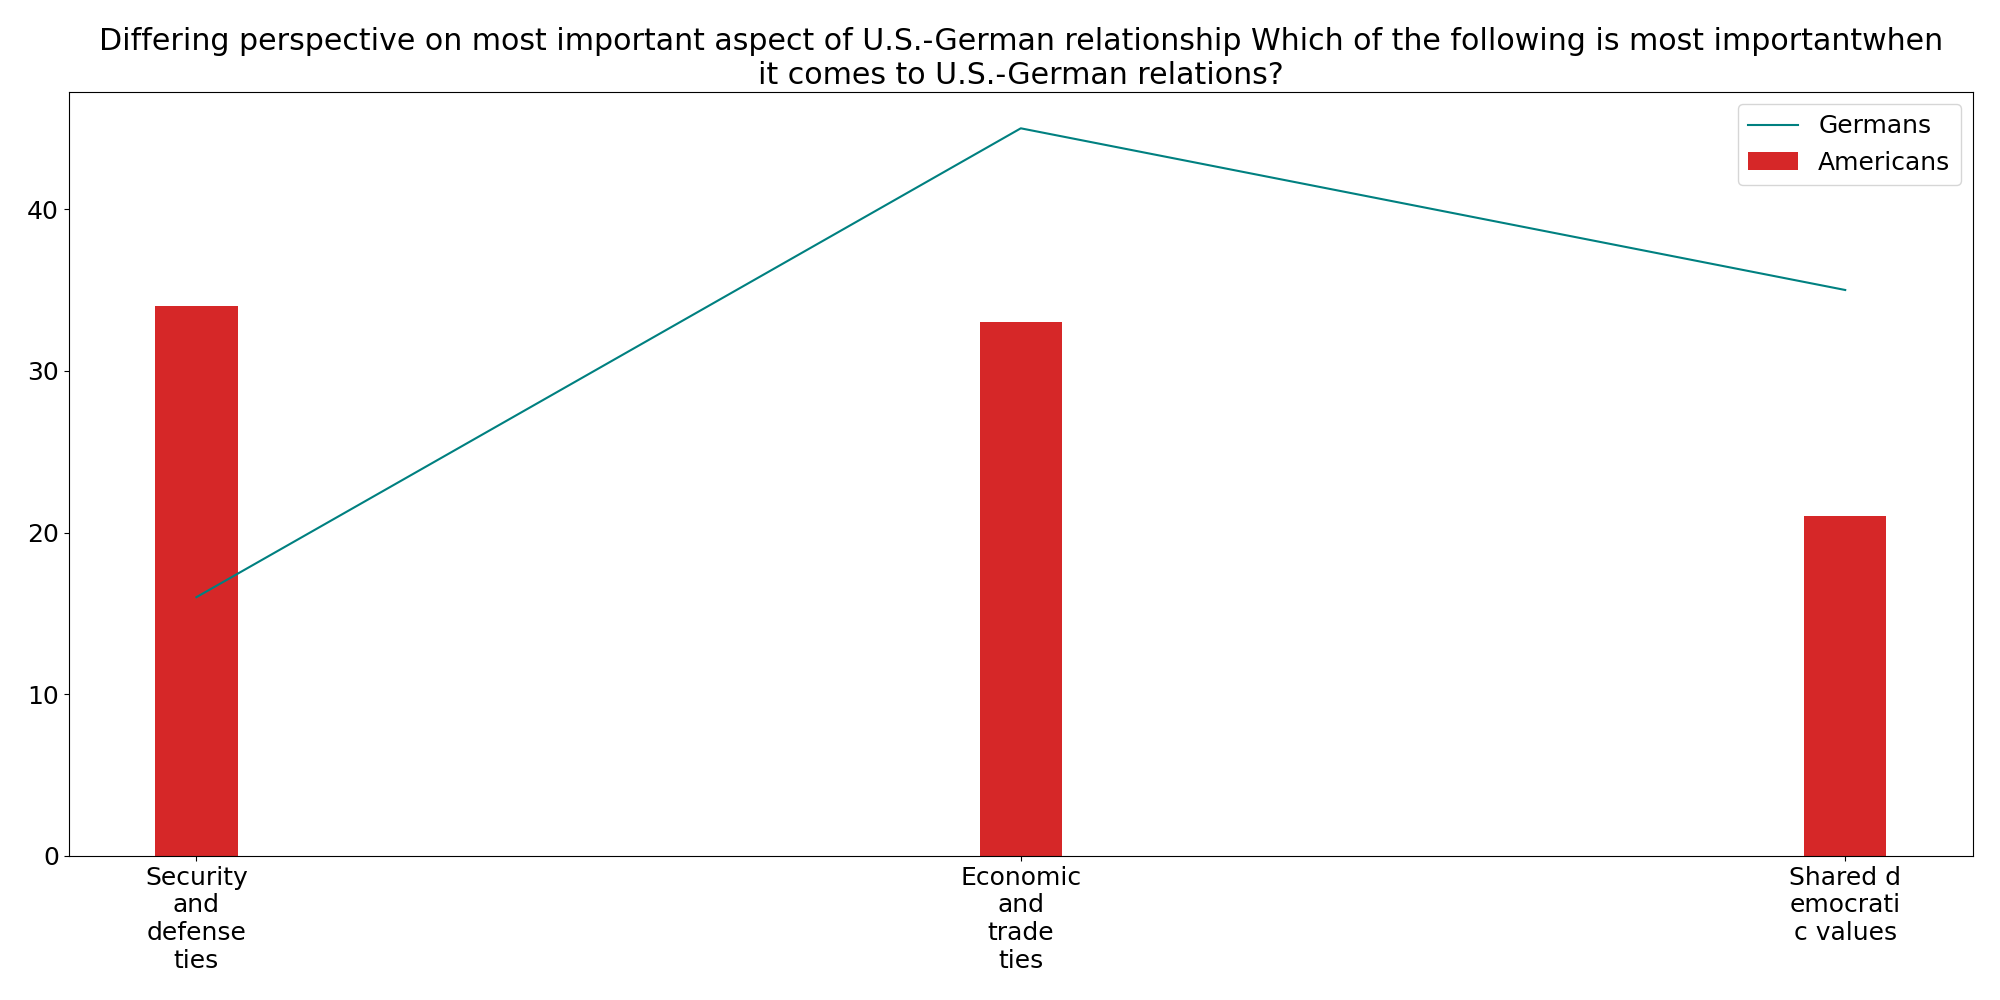 Differing perspective on most important aspect of U.S.-German relationship Which of the following is most importantwhen
it comes to U.S.-German relations?
Germans
Americans
40
30
20
10
0
Security
and
defense
ties
Economic
and
trade
ties
Shared d
emocrati
c values